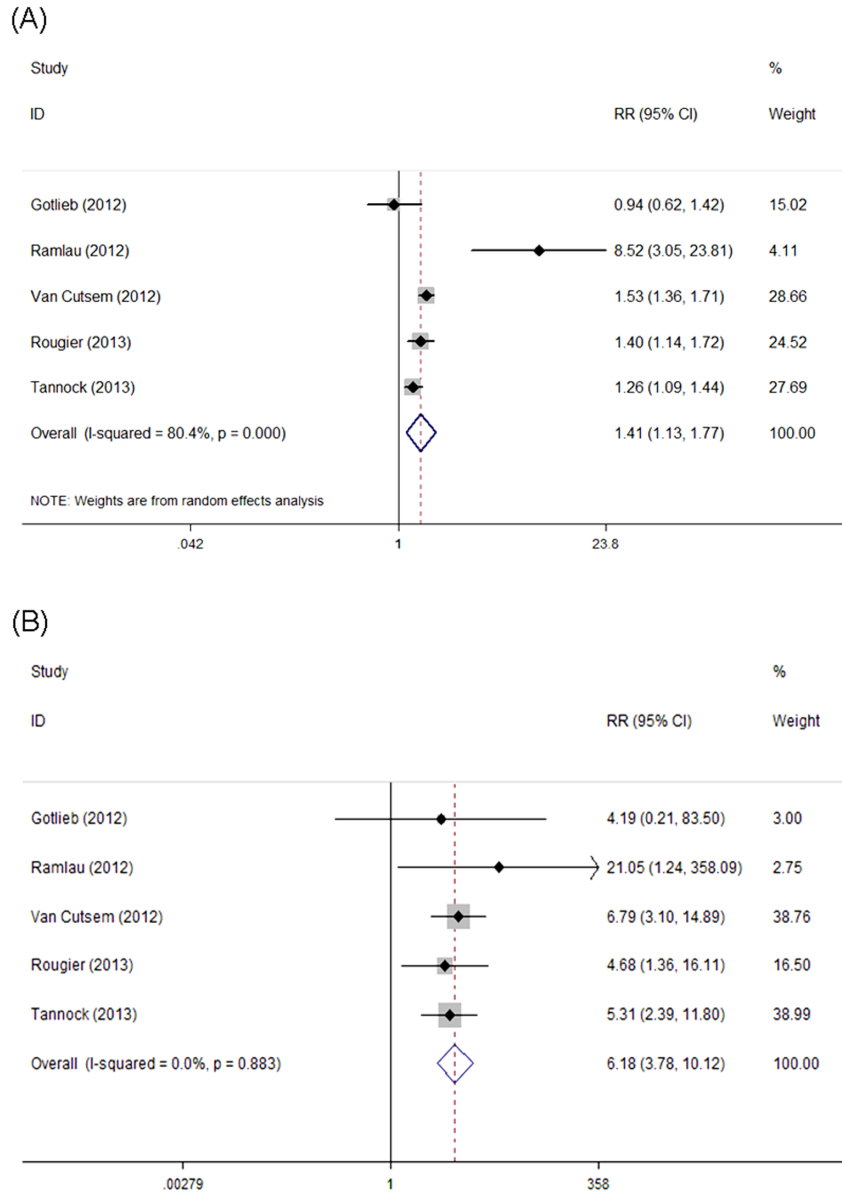 (A)
Study %
ID RR (95% CI) Weight
Gotlieb (2012) 0.94 (0.62, 1.42) 15.02
Ramlau (2012) 8.52 (3.05, 23.81) 4.11
Van Cutsem (2012) 1.53 (1.36, 1.71) 28.66
Rougier (2013) 1.40 (1.14, 1.72) 24.52
Tannock (2013) 1.26 (1.09, 1.44) 27.69
Overall (I-squared = 80.4%, p = 0.000) 1.41 (1.13, 1.77) 100.00
NOTE: Weights are from random effects analysis
.042 1 23.8
(B)
Study %
ID RR (95% CI) Weight
Gotlieb (2012) 4.19 (0.21, 83.50) 3.00
Ramlau (2012) 21.05 (1.24, 358.09) 2.75
Van Cutsem (2012) 6.79 (3.10, 14.89) 38.76
Rougier (2013) 4.68 (1.36, 16.11) 16.50
Tannock (2013) 5.31 (2.39, 11.80) 38.99
Overall (I-squared = 0.0%, p = 0.883) 6.18 (3.78, 10.12) 100.00
.00279 1 358